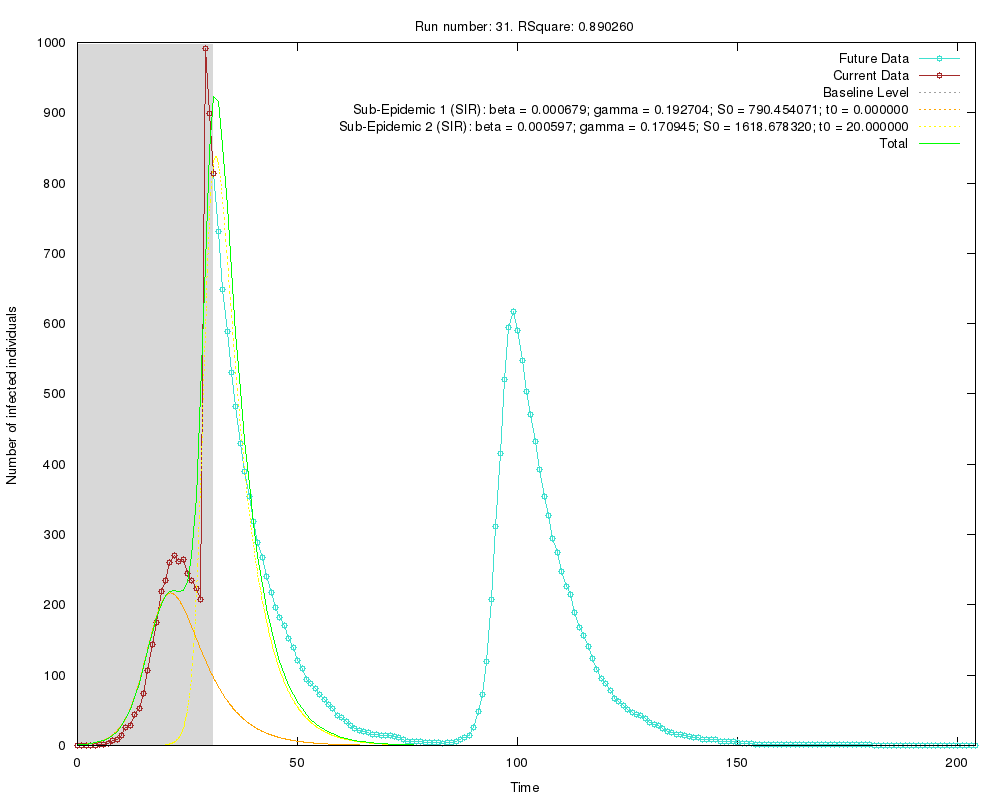 Run number: 31. RSquare: 0.890260
1000
900
800
700
600
500
400
300
200
100
0
Number of infected individuals
Future Data
Current Data
Baseline Level
Sub-Epidemic 1 (SIR): beta = 0.000679; gamma = 0.192704; S0 = 790.454071; t0 = 0.000000
Sub-Epidemic 2 (SIR): beta = 0.000597; gamma = 0.170945; S0 = 1618.678320; t0 = 20.000000
Total
0 50 100 150 200
Time